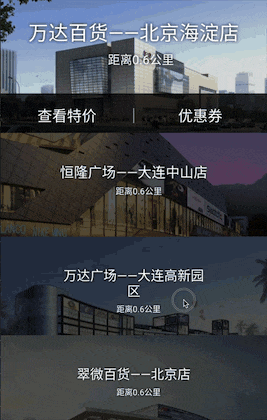 万达百货——北京海淀店
距离0.6公里
查看特价
优惠券
恒隆广场——大连中山店
距离0.6公里
万达广场——大连高新园
区
距离0.6公里
翠微百货——北京店
距离0.6公里